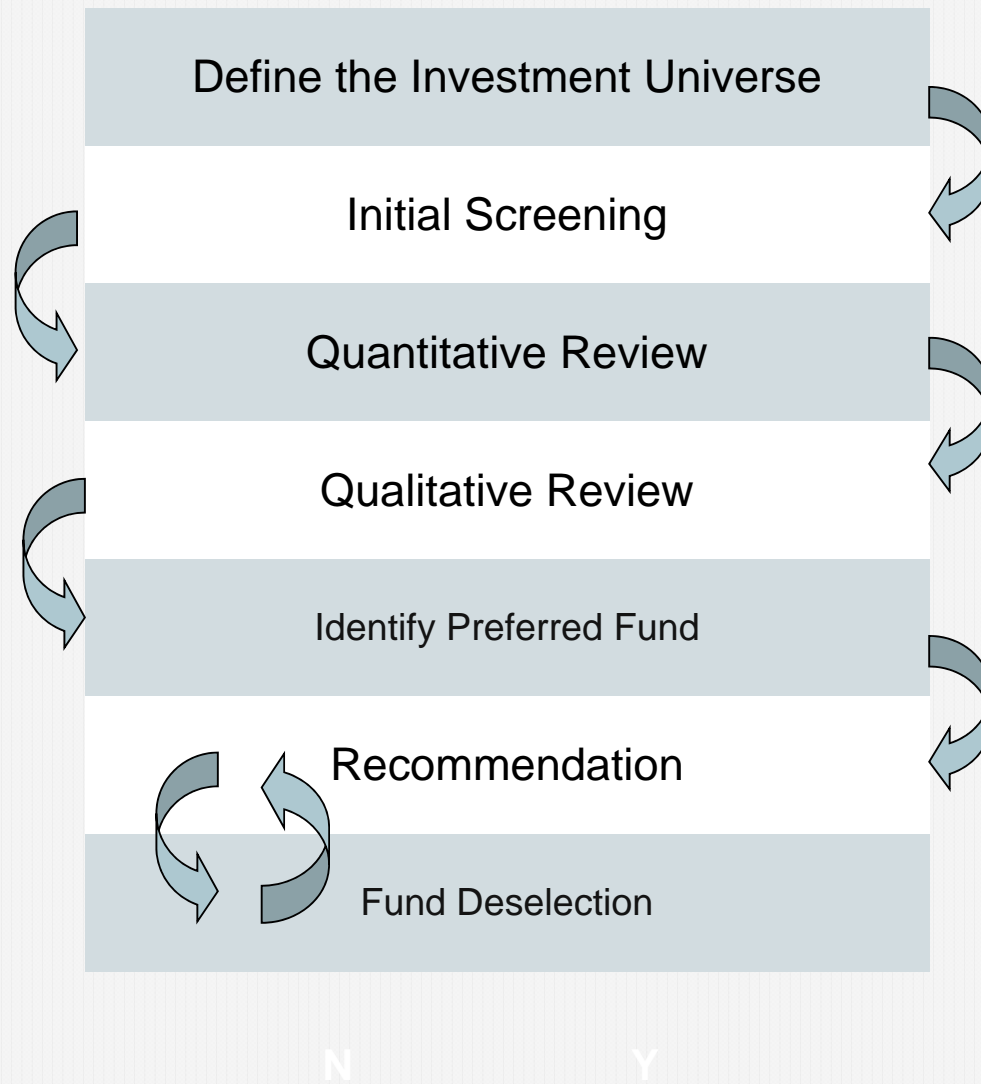 Define the Investment Universe
Initial Screening
Quantitative Review
Qualitative Review
Identify Preferred Fund
Recommendation
Fund Deselection
N Y